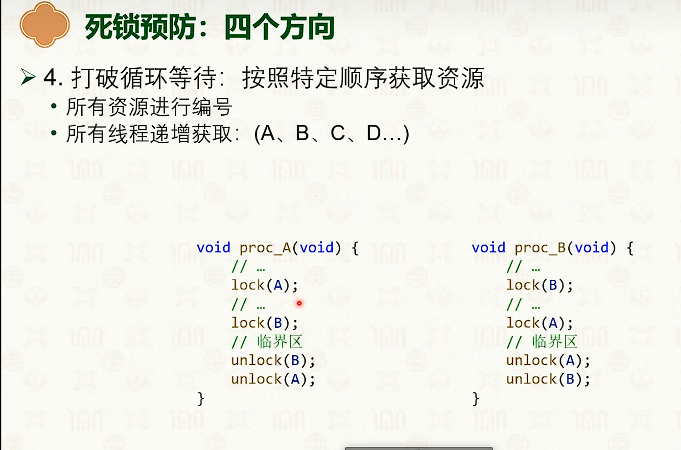 死锁预防：四个方向
4. 打破循环等待：按照特定顺序获取资源
所有资源进行编号
所有线程递增获取：(A、B、C、D…)
void proc_A(void) {
// …
lock(A);
// …
lock(B);
// 临界区
unlock(B);
unlock(A);
}
void proc_B(void) {
// …
lock(B);
// …
lock(A);
// 临界区
unlock(A);
unlock(B);
}